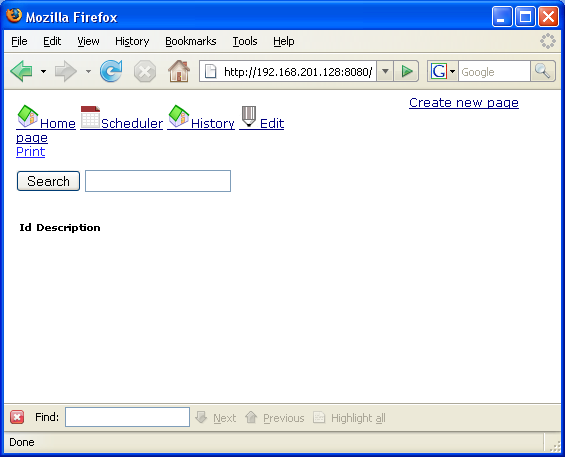 Mozilla Firefox
File Edit View History Bookmarks Tools Help
http://192.168.201.128:8080/ G Google
Create new page
Home Scheduler History Edit
page
Print
Search
Id Description
Find: Next Previous Highlight all
Done